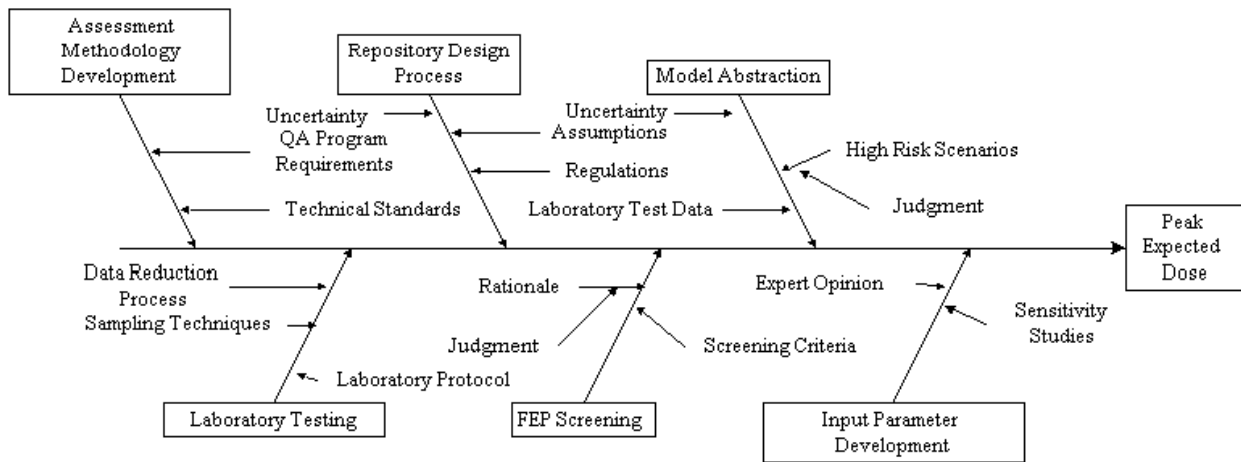 Assessment
Methodology
Development
Repository Design
Process
Model Abstraction
Uncertainty
QA Program
Requirements
Technical Standards
Uncertainty
Assumptions
Regulations
Laboratory Test Data
High Risk Scenarios
Judgment
Peak
Expected
Dose
Data Reduction
Process
Sampling Techniques
Laboratory Protocol
Laboratory Testing
Rationale
Judgment
Screening Criteria
FEP Screening
Expert Opinion
Sensitivity
Studies
Input Parameter
Development